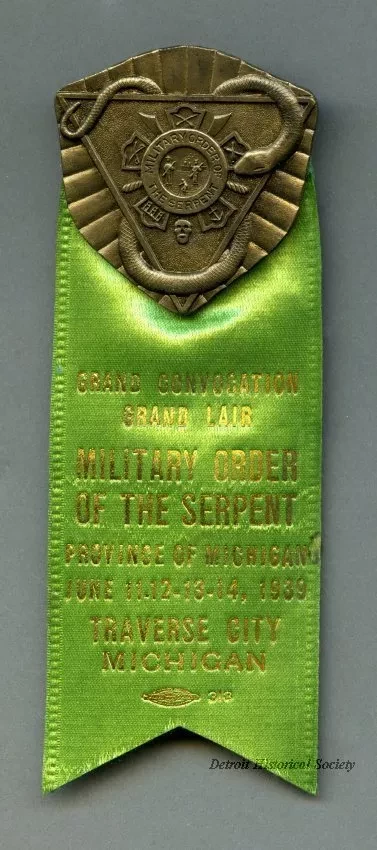 MILITARY ORDER OF
THE SERPENT
GRAND CONVOCATION
GRAND LAIR
MILITARY ORDER
OF THE SERPENT
PROVINSE OF MICHIGAN
JUNE 11.12-13-14, 1939
TRAVERSE CITY
MICHIGAN
Detroit Historical Society